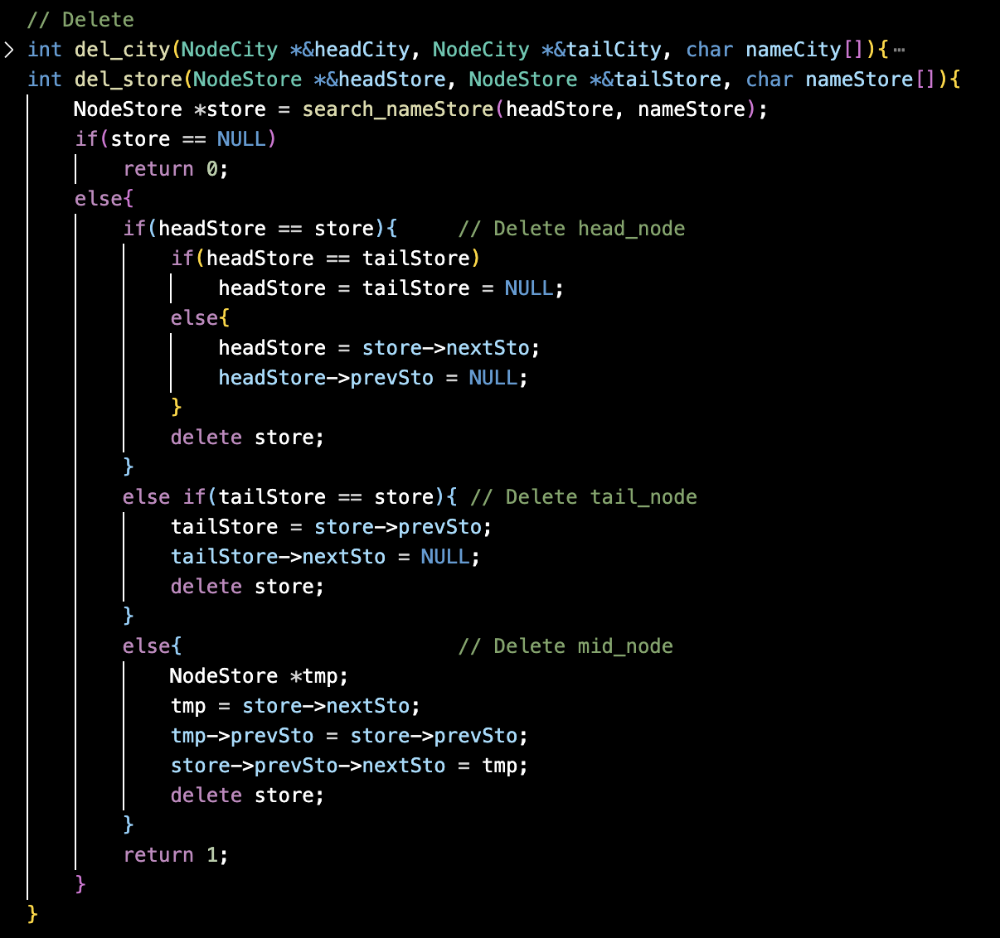 // Delete
int del_city(NodeCity *&headCity, NodeCity *&tailCity, char nameCity[]){⋯
int del_store(NodeStore *&headStore, NodeStore *&tailStore, char nameStore[]){
    NodeStore *store = search_nameStore(headStore, nameStore);
    if(store == NULL)
        return 0;
    else{
        if(headStore == store){     // Delete head_node
            if(headStore == tailStore)
                headStore = tailStore = NULL;
            else{
                headStore = store->nextSto;
                headStore->prevSto = NULL;
            }
            delete store;
        }
        else if(tailStore == store){ // Delete tail_node
            tailStore = store->prevSto;
            tailStore->nextSto = NULL;
            delete store;
        }
        else{                       // Delete mid_node
            NodeStore *tmp;
            tmp = store->nextSto;
            tmp->prevSto = store->prevSto;
            store->prevSto->nextSto = tmp;
            delete store;
        }
        return 1;
    }
}